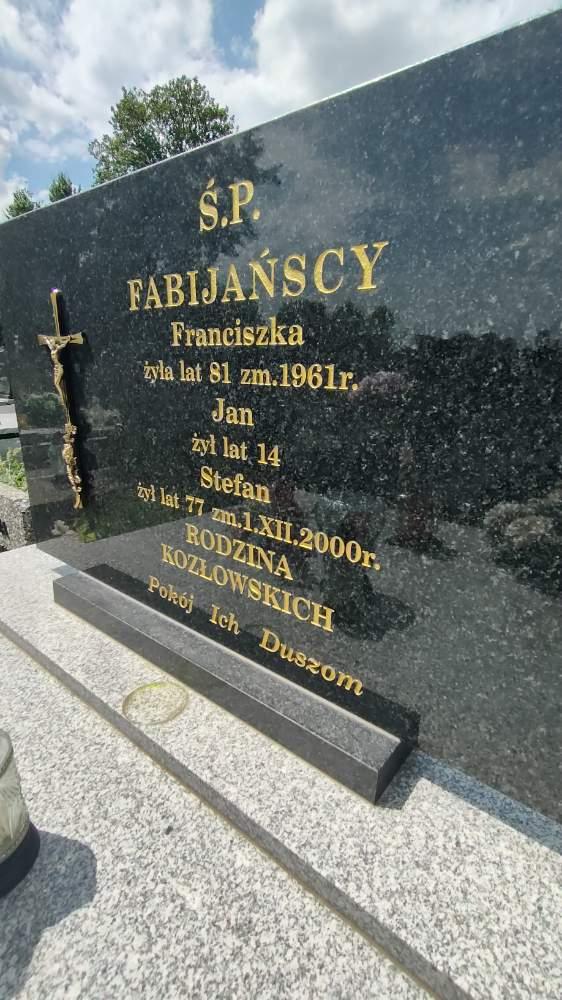 Ś.P.
FABIJAŃSCY
Franciszka
żyła lat 81 zm.1961r.
Jan
żył lat 14
Stefan
żył lat 77 zm.1.XII.2000r.
RODZINA
KOZŁOWSKICH
Pokój Ich Duszom